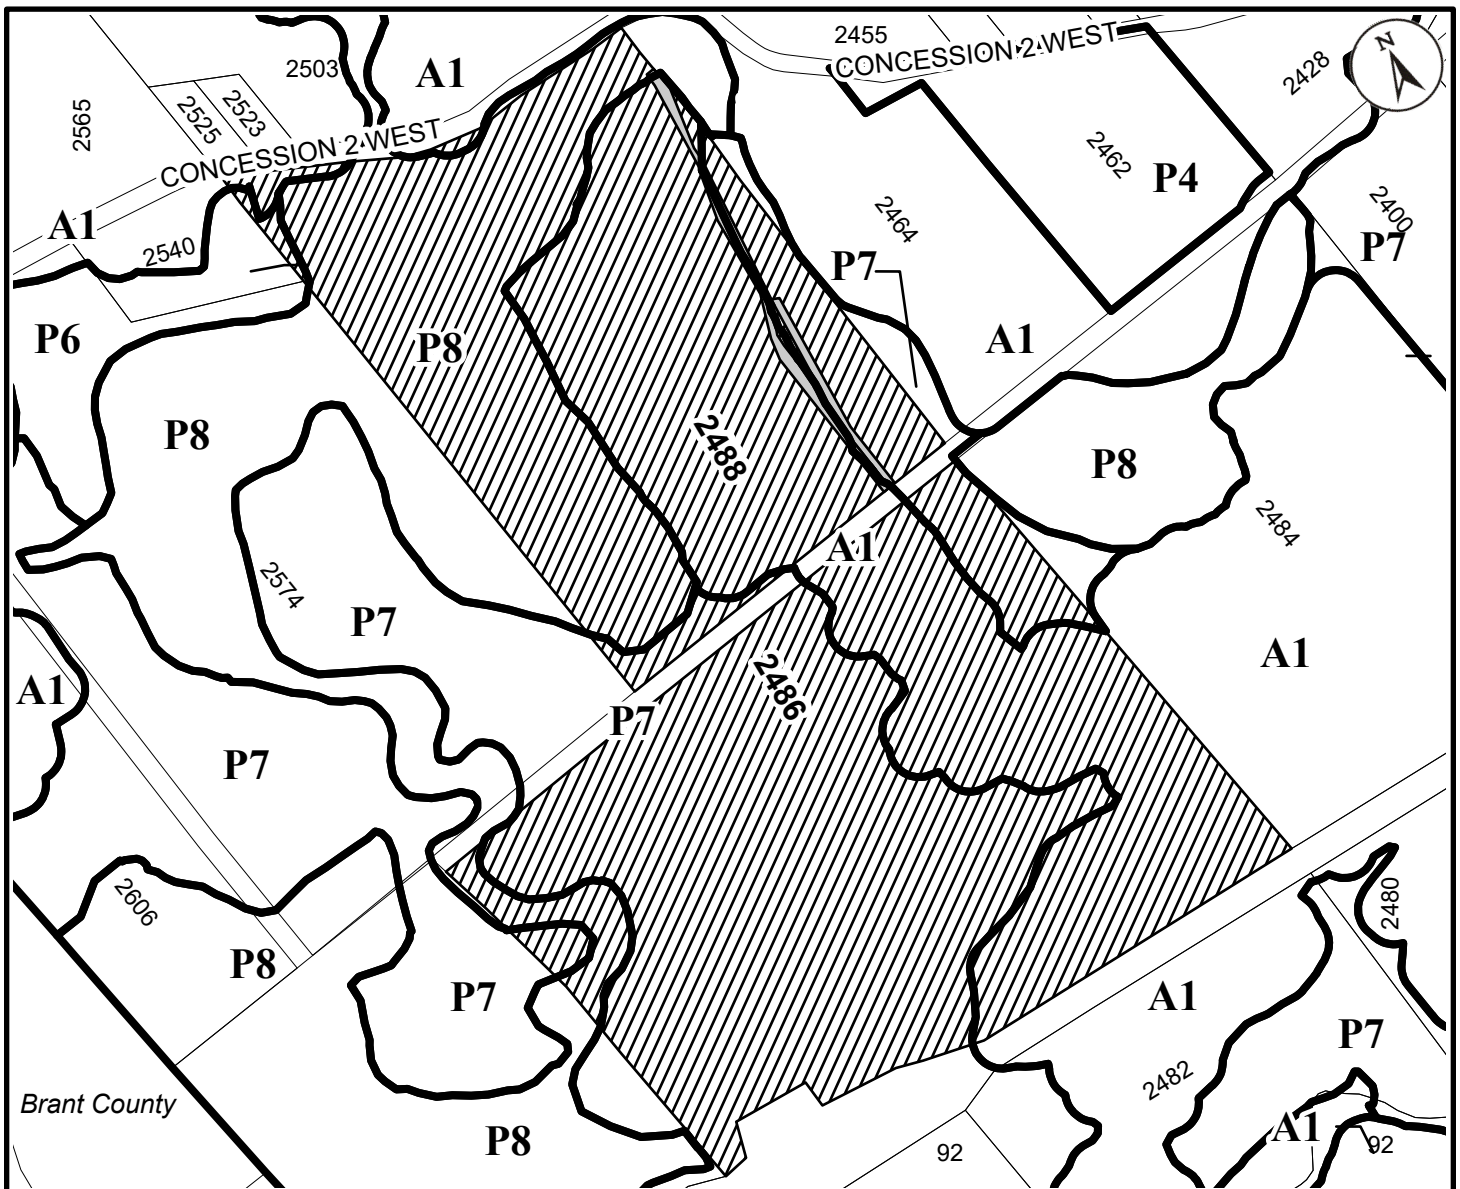 2455
CONCESSION 2 WEST
2428
N
2503
A1
2565
2525
2523
CONCESSION 2 WEST
2462
P4
2400
P7
A1
2540
2464
P7
P6
P8
A1
P8
2488
P8
2484
A1
2574
P7
A1
A1
2486
P7
P7
2606
P8
P7
2480
A1
P7
2482
Brant County
P8
A1
92
92